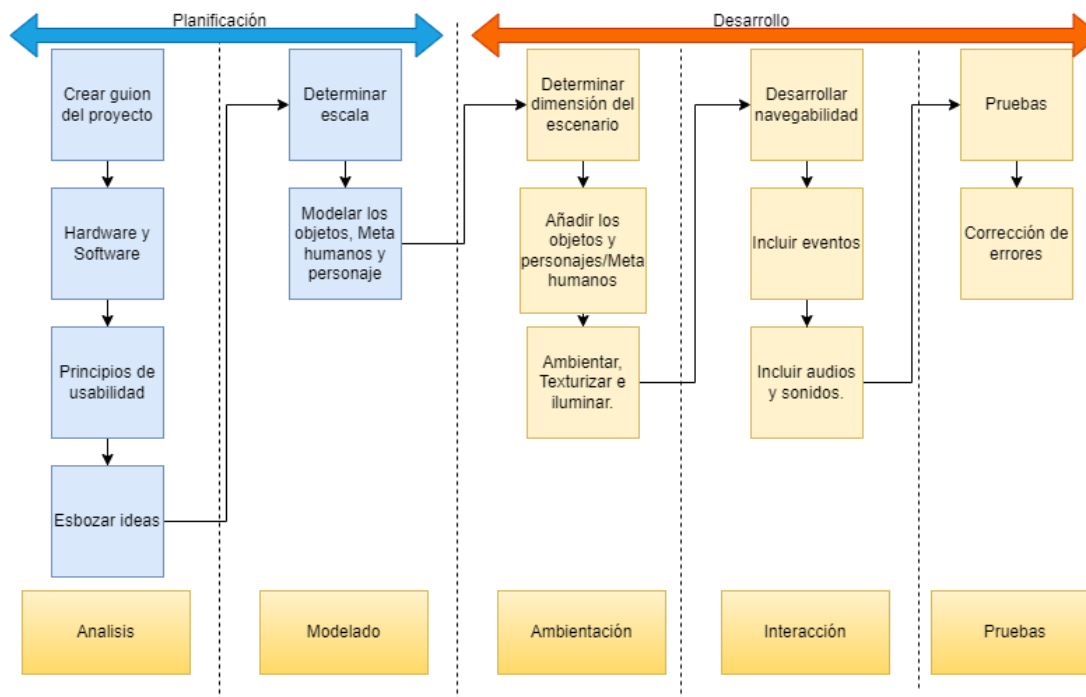 Planificación
Desarrollo
Crear guion
del proyecto
Hardware y
Software
Principios de
usabilidad
Esbozar ideas
Determinar
escala
Modelar los
objetos, Meta
humanos y
personaje
Determinar
dimensión del
escenario
Añadir los
objetos y
personajes/Meta
humanos
Ambientar,
Texturizar e
iluminar.
Desarrollar
navegabilidad
Incluir eventos
Incluir audios
y sonidos.
Pruebas
Corrección de
errores
Analisis
Modelado
Ambientación
Interacción
Pruebas